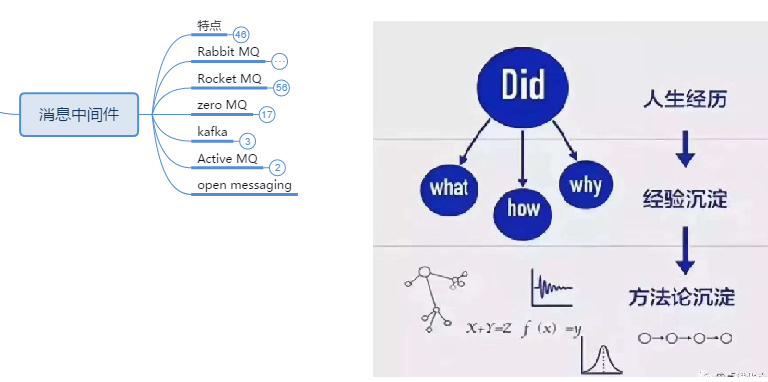 消息中间件
特点
46
Rabbit MQ
...
Rocket MQ
56
zero MQ
17
kafka
3
Active MQ
2
open messaging
Did
what
how
why
人生经历
经验沉淀
方法论沉淀
X+Y=Z f (x) =y